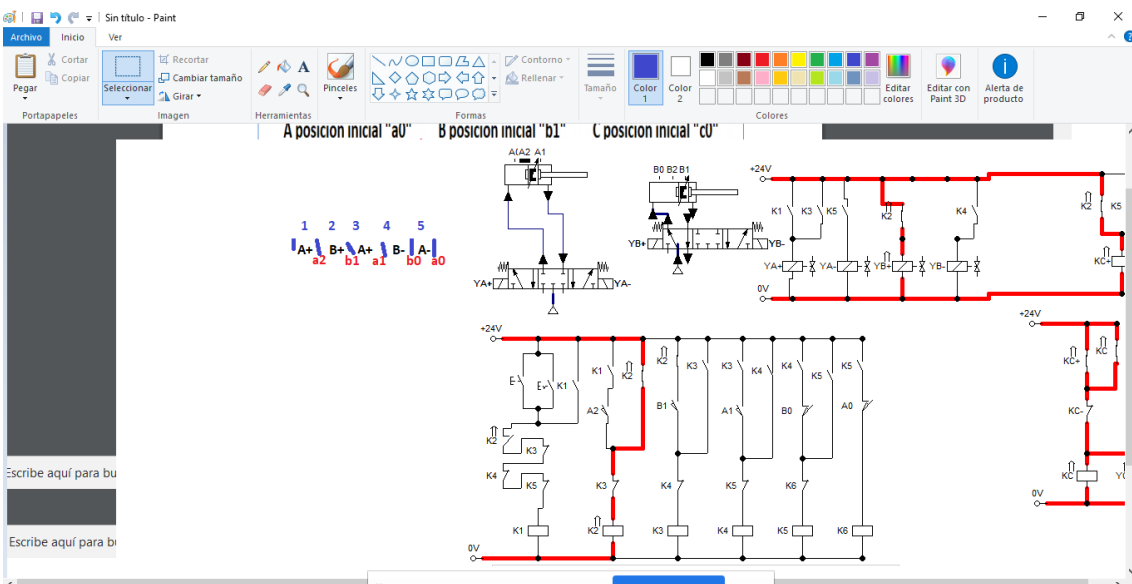 Sin título - Paint
Archivo Inicio Ver
Pegar
Cortar
Copiar
Portapapeles
Seleccionar
Recortar
Cambiar tamaño
Girar
Imagen
A
Herramientas
Pinceles
Contorno
Rellenar
Formas
Tamaño
Color 1
Color 2
Editar colores
Colores
Editar con Paint 3D
Alerta de producto
A posición inicial "a0" B posición inicial "b1" C posición inicial "c0"
A2 A1
B0 B2 B1
+24V
K1 K3 K5 K2 K4 K2 K5
1 2 3 4 5
A+ B+ A+ B- A-
a2 b1 a1 b0 a0
YB+ YB-
YA+ YA- YB+ YB- KC+
YA+ YA-
0V
+24V
+24V
K1 K2 K2 K3 K3 K4 K4 K5 K5
KC+ KC
K1
A2 B1 A1 B0 A0
KC-
K2 K3
Escribe aquí para bu
K4 K5 K3 K4 K5 K6
KC
0V
K1 K2 K3 K4 K5 K6
Escribe aquí para bu
0V